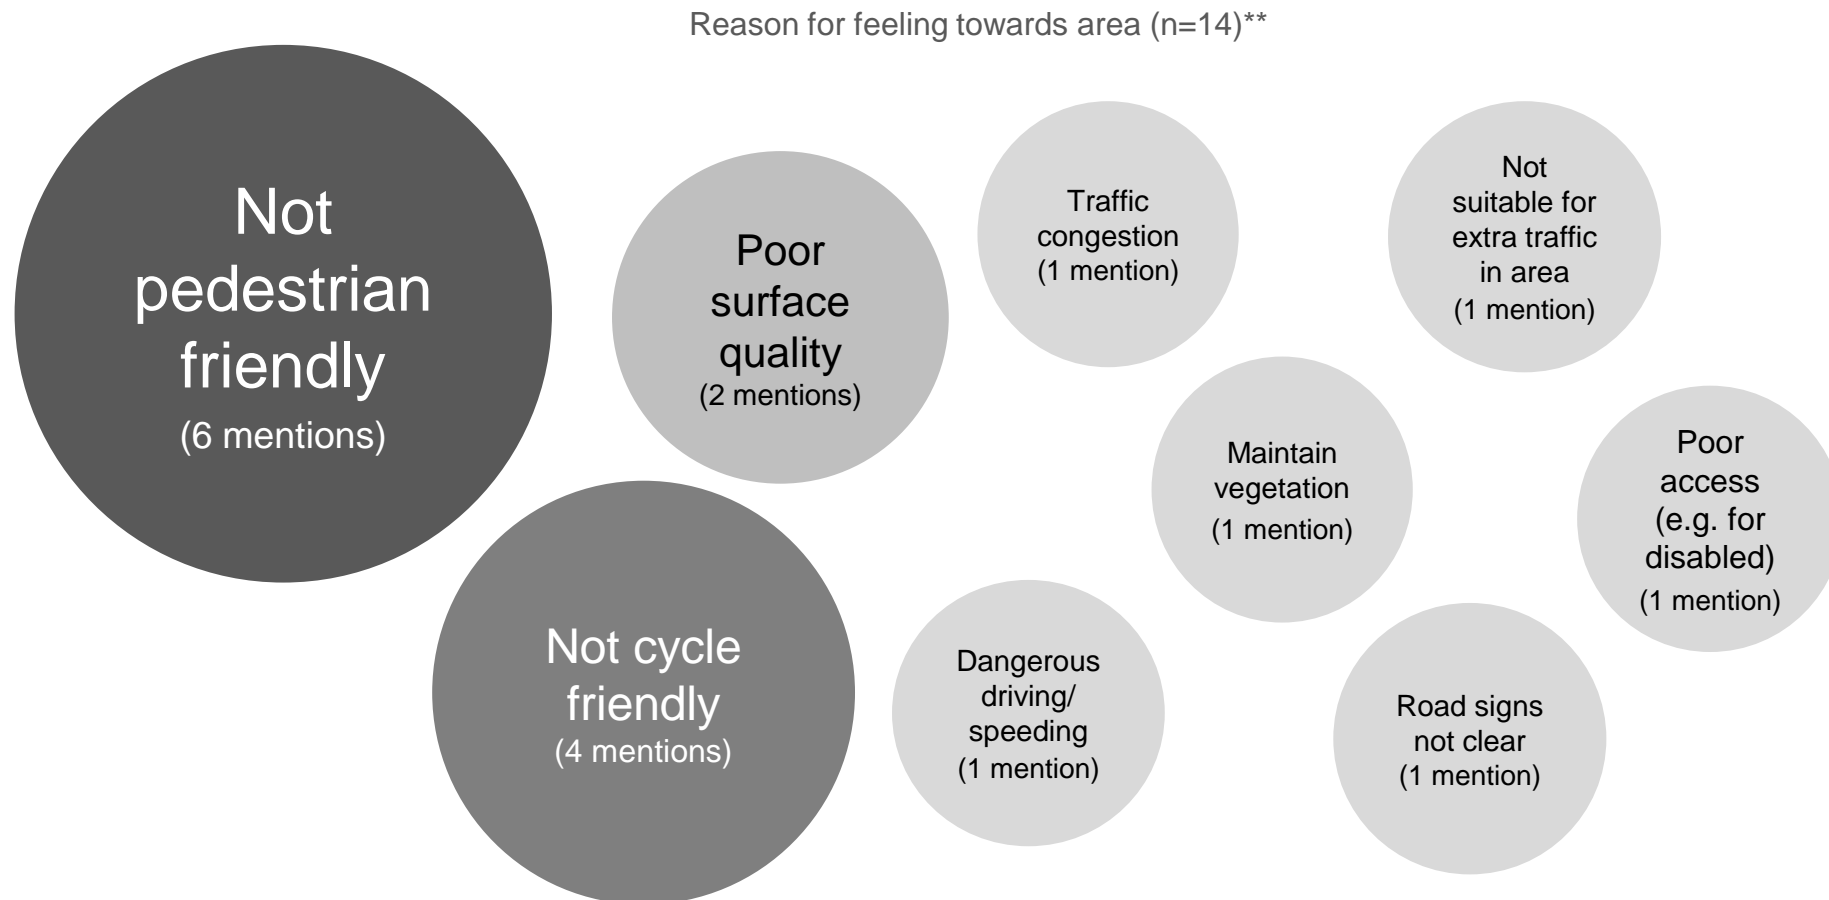 Reason for feeling towards area (n=14)**
Not
pedestrian
friendly
(6 mentions)
Poor
surface
quality
(2 mentions)
Traffic
congestion
(1 mention)
Not
suitable for
extra traffic
in area
(1 mention)
Maintain
vegetation
(1 mention)
Poor
access
(e.g. for
disabled)
(1 mention)
Not cycle
friendly
(4 mentions)
Dangerous
driving/
speeding
(1 mention)
Road signs
not clear
(1 mention)